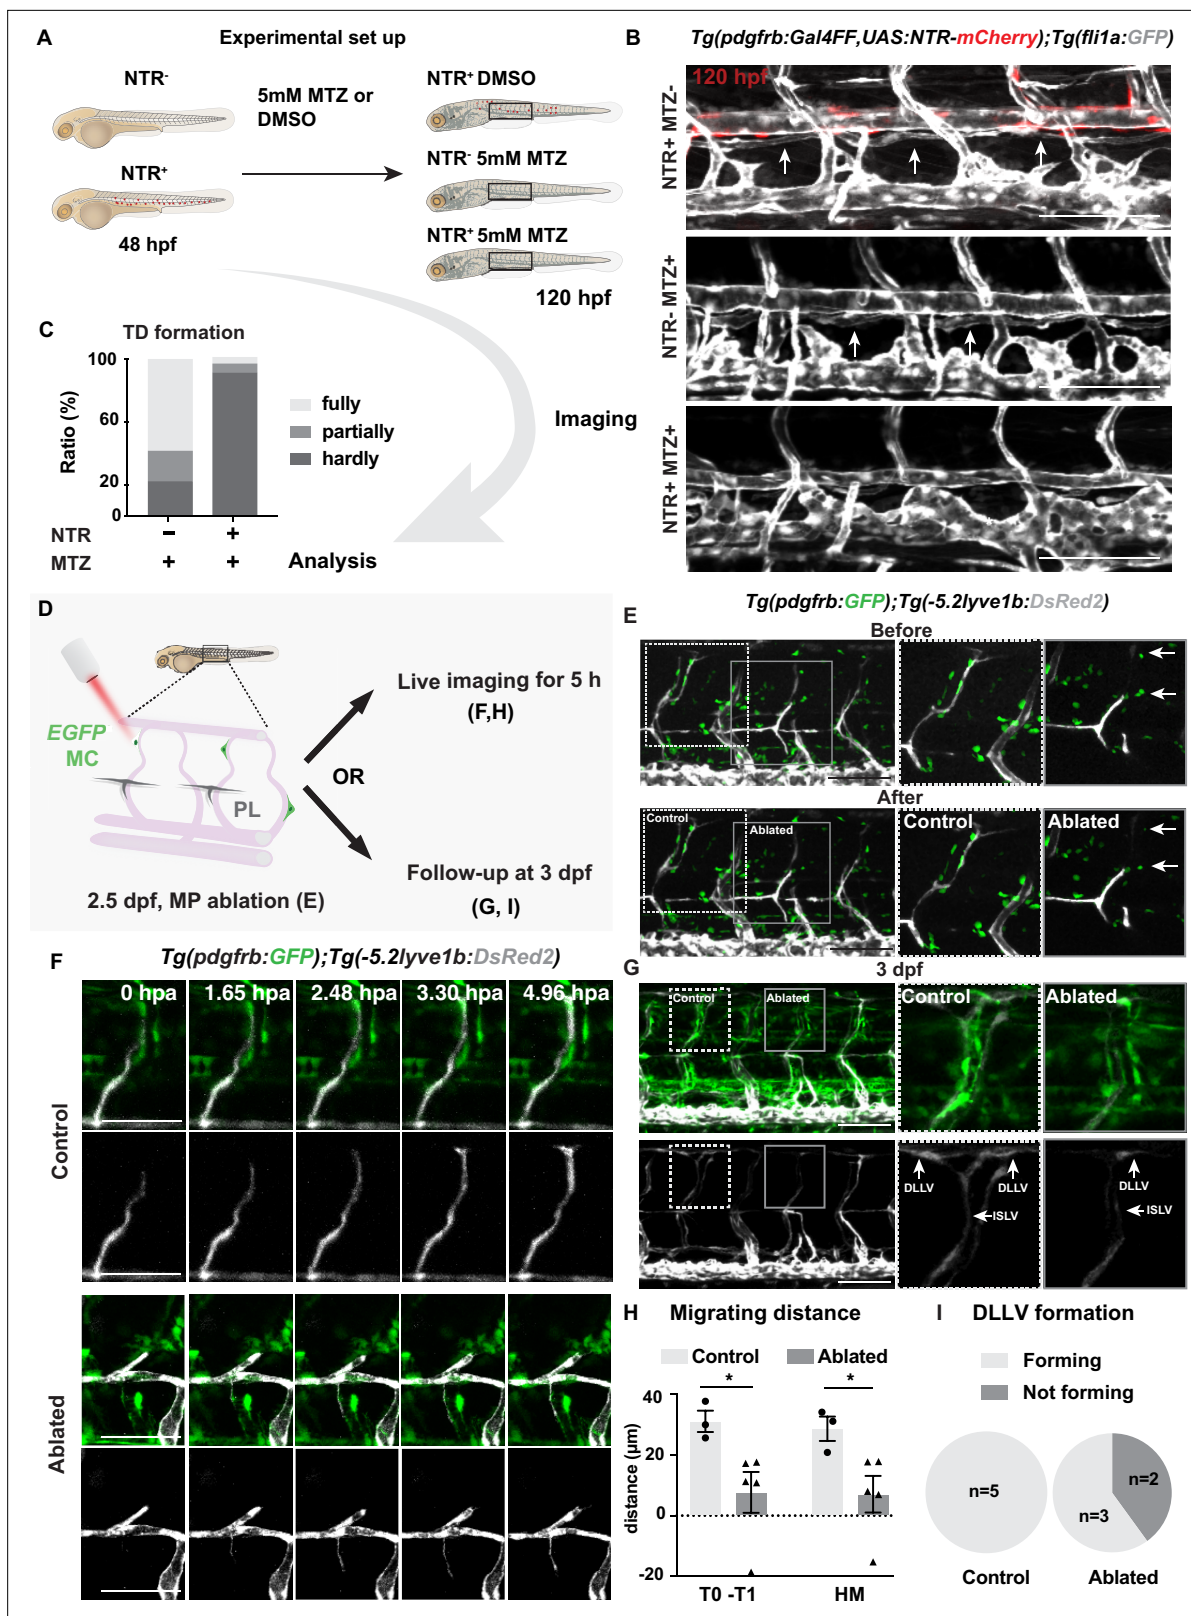 A
Experimental set up
NTR-
5mM MTZ or
DMSO
NTR+
48 hpf
NTR+ DMSO
NTR- 5mM MTZ
NTR+ 5mM MTZ
120 hpf
Imaging
Analysis
B
Tg(pdgfrb:Gal4FF,UAS:NTR-mCherry);Tg(fli1a:GFP)
120 hpf
NTR+ MTZ-
NTR- MTZ+
NTR+ MTZ+
C
TD formation
100
60
20
0
Ratio (%)
fully
partially
hardly
NTR - +
MTZ + +
D
EGFP
MC
PL
2.5 dpf, MP ablation (E)
Live imaging for 5 h
(F,H)
OR
Follow-up at 3 dpf
(G, I)
E
Tg(pdgfrb:GFP);Tg(-5.2lyve1b:DsRed2)
Before
After
Control
Ablated
Control
Ablated
F
Tg(pdgfrb:GFP);Tg(-5.2lyve1b:DsRed2)
0 hpa 1.65 hpa 2.48 hpa 3.30 hpa 4.96 hpa
Control
Ablated
G
3 dpf
Control
Ablated
Control
Ablated
DLLV
DLLV
ISLV
DLLV
ISLV
H
Migrating distance
Control
Ablated
* *
40
20
0
-20
distance (μm)
T0 -T1
HM
I
DLLV formation
Forming
Not forming
n=5
n=2
n=3
Control
Ablated